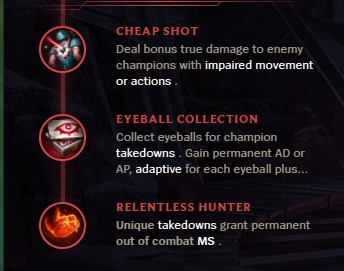 CHEAP SHOT
Deal bonus true damage to enemy
champions with impaired movement
or actions .
EYEBALL COLLECTION
Collect eyeballs for champion
takedowns . Gain permanent AD or
AP, adaptive for each eyeball plus...
RELENTLESS HUNTER
Unique takedowns grant permanent
out of combat MS .